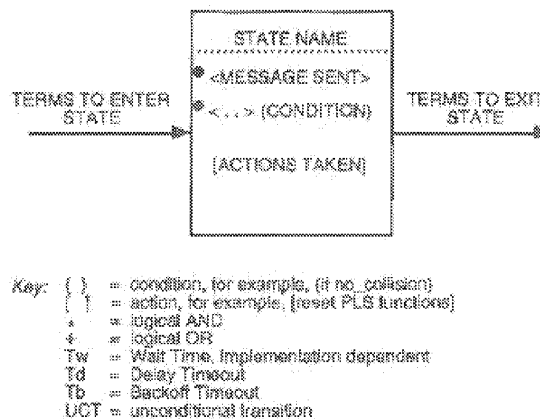 STATE NAME
<MESSAGE SENT>
<..> (CONDITION)
[ACTIONS TAKEN]
TERMS TO ENTER
STATE
TERMS TO EXIT
STATE
Key: ( ) = condition, for example, (if no_collision)
[ ] = action, for example, [reset PLS functions]
* = logical AND
+ = logical OR
Tw = Wait Time, implementation dependent
Td = Delay Timeout
Tb = Backoff Timeout
UCT = unconditional transition